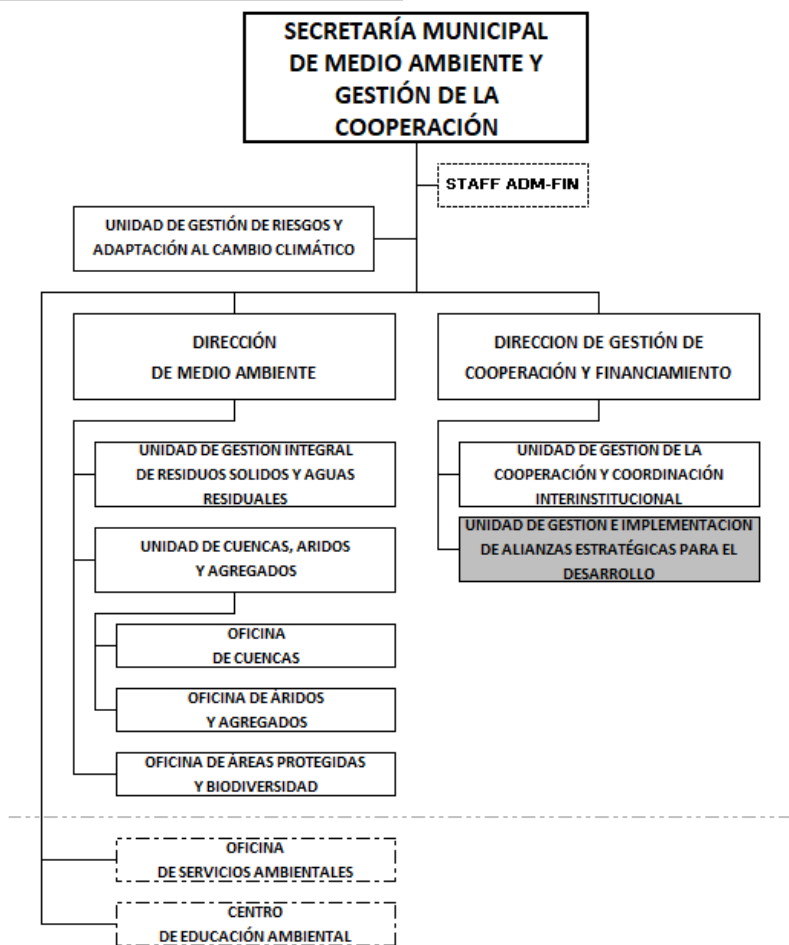 SECRETARÍA MUNICIPAL
DE MEDIO AMBIENTE Y
GESTIÓN DE LA
COOPERACIÓN
STAFF ADM-FIN
UNIDAD DE GESTIÓN DE RIESGOS Y
ADAPTACIÓN AL CAMBIO CLIMÁTICO
DIRECCIÓN
DE MEDIO AMBIENTE
UNIDAD DE GESTION INTEGRAL
DE RESIDUOS SOLIDOS Y AGUAS
RESIDUALES
UNIDAD DE CUENCAS, ARIDOS
Y AGREGADOS
OFICINA
DE CUENCAS
OFICINA DE ÁRIDOS
Y AGREGADOS
OFICINA DE ÁREAS PROTEGIDAS
Y BIODIVERSIDAD
DIRECCION DE GESTIÓN DE
COOPERACIÓN Y FINANCIAMIENTO
UNIDAD DE GESTION DE LA
COOPERACIÓN Y COORDINACIÓN
INTERINSTITUCIONAL
UNIDAD DE GESTION E IMPLEMENTACION
DE ALIANZAS ESTRATÉGICAS PARA EL
DESARROLLO
OFICINA
DE SERVICIOS AMBIENTALES
CENTRO
DE EDUCACIÓN AMBIENTAL